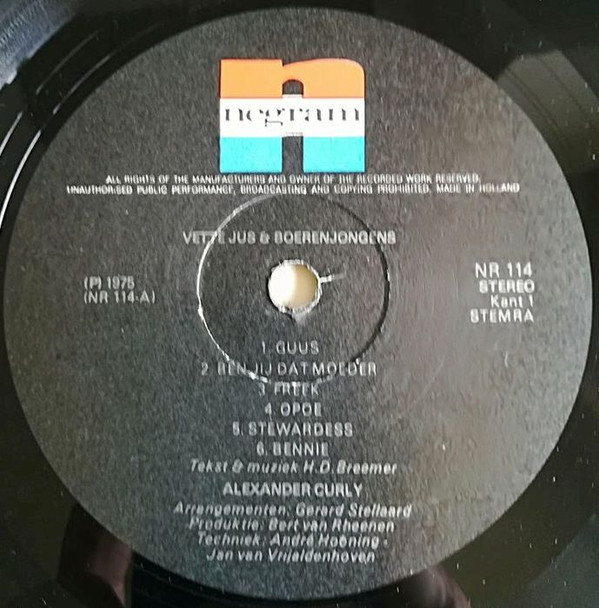 negram
ALL RIGHTS OF THE MANUFACTURERS AND OWNER OF THE RECORDED WORK RESERVED.
UNAUTHORISED PUBLIC PERFORMANCE, BROADCASTING AND COPYING PROHIBITED. MADE IN HOLLAND
VETTE JUS & BOERENJONGENS
(P) 1975
(NR 114-A)
NR 114
STEREO
Kant 1
STEMRA
1. GUUS
2. BEN JIJ DAT MOEDER
3. FREEK
4. OPOE
5. STEWARDESS
6. BENNIE
Tekst & muziek H.D. Breemer
ALEXANDER CURLY
Arrangementen: Gerard Stellaard
Produktie: Bert van Rheenen
Techniek: André Hooning -
Jan van Vrijaldenhoven